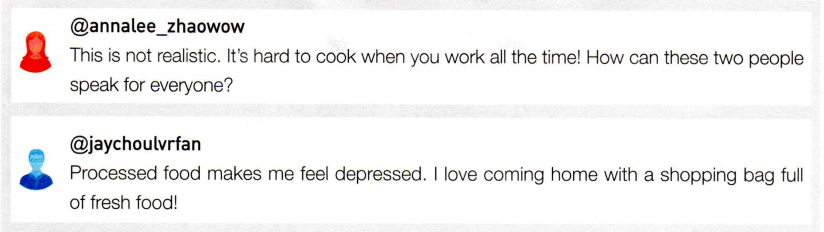 @annalee_zhaowow
This is not realistic. It's hard to cook when you work all the time! How can these two people
speak for everyone?
@jaychoulvrfan
Processed food makes me feel depressed. I love coming home with a shopping bag full
of fresh food!